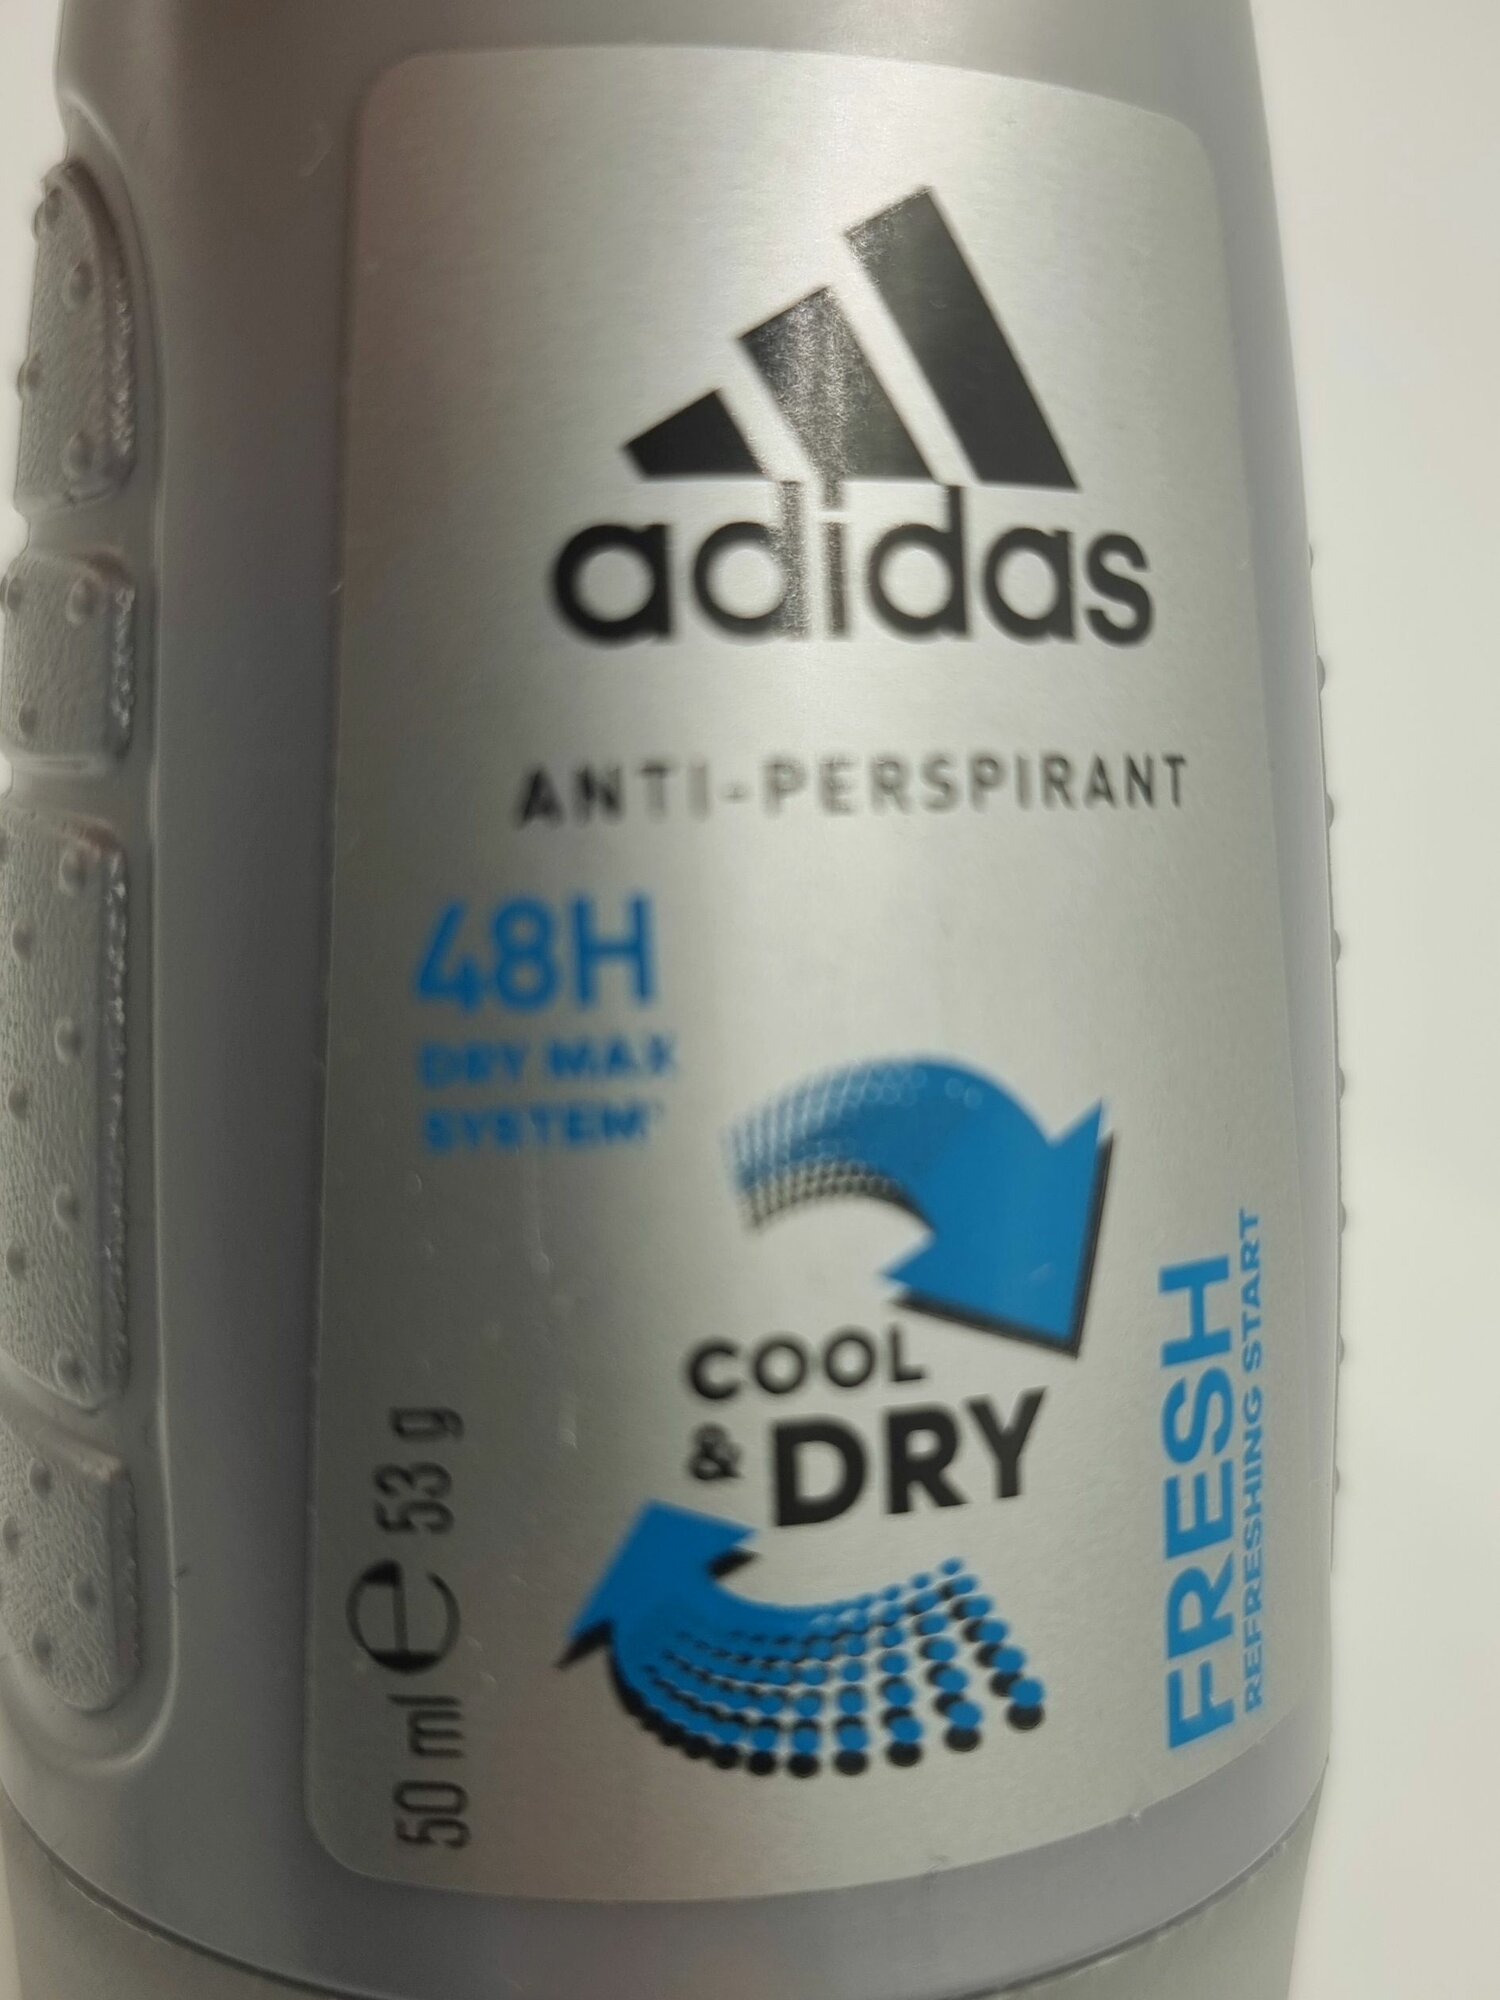 adidas
ANTI-PERSPIRANT
48H
DRY MAX
SYSTEM*
COOL
& DRY
FRESH
REFRESHING START
50 ml ℮ 53 g